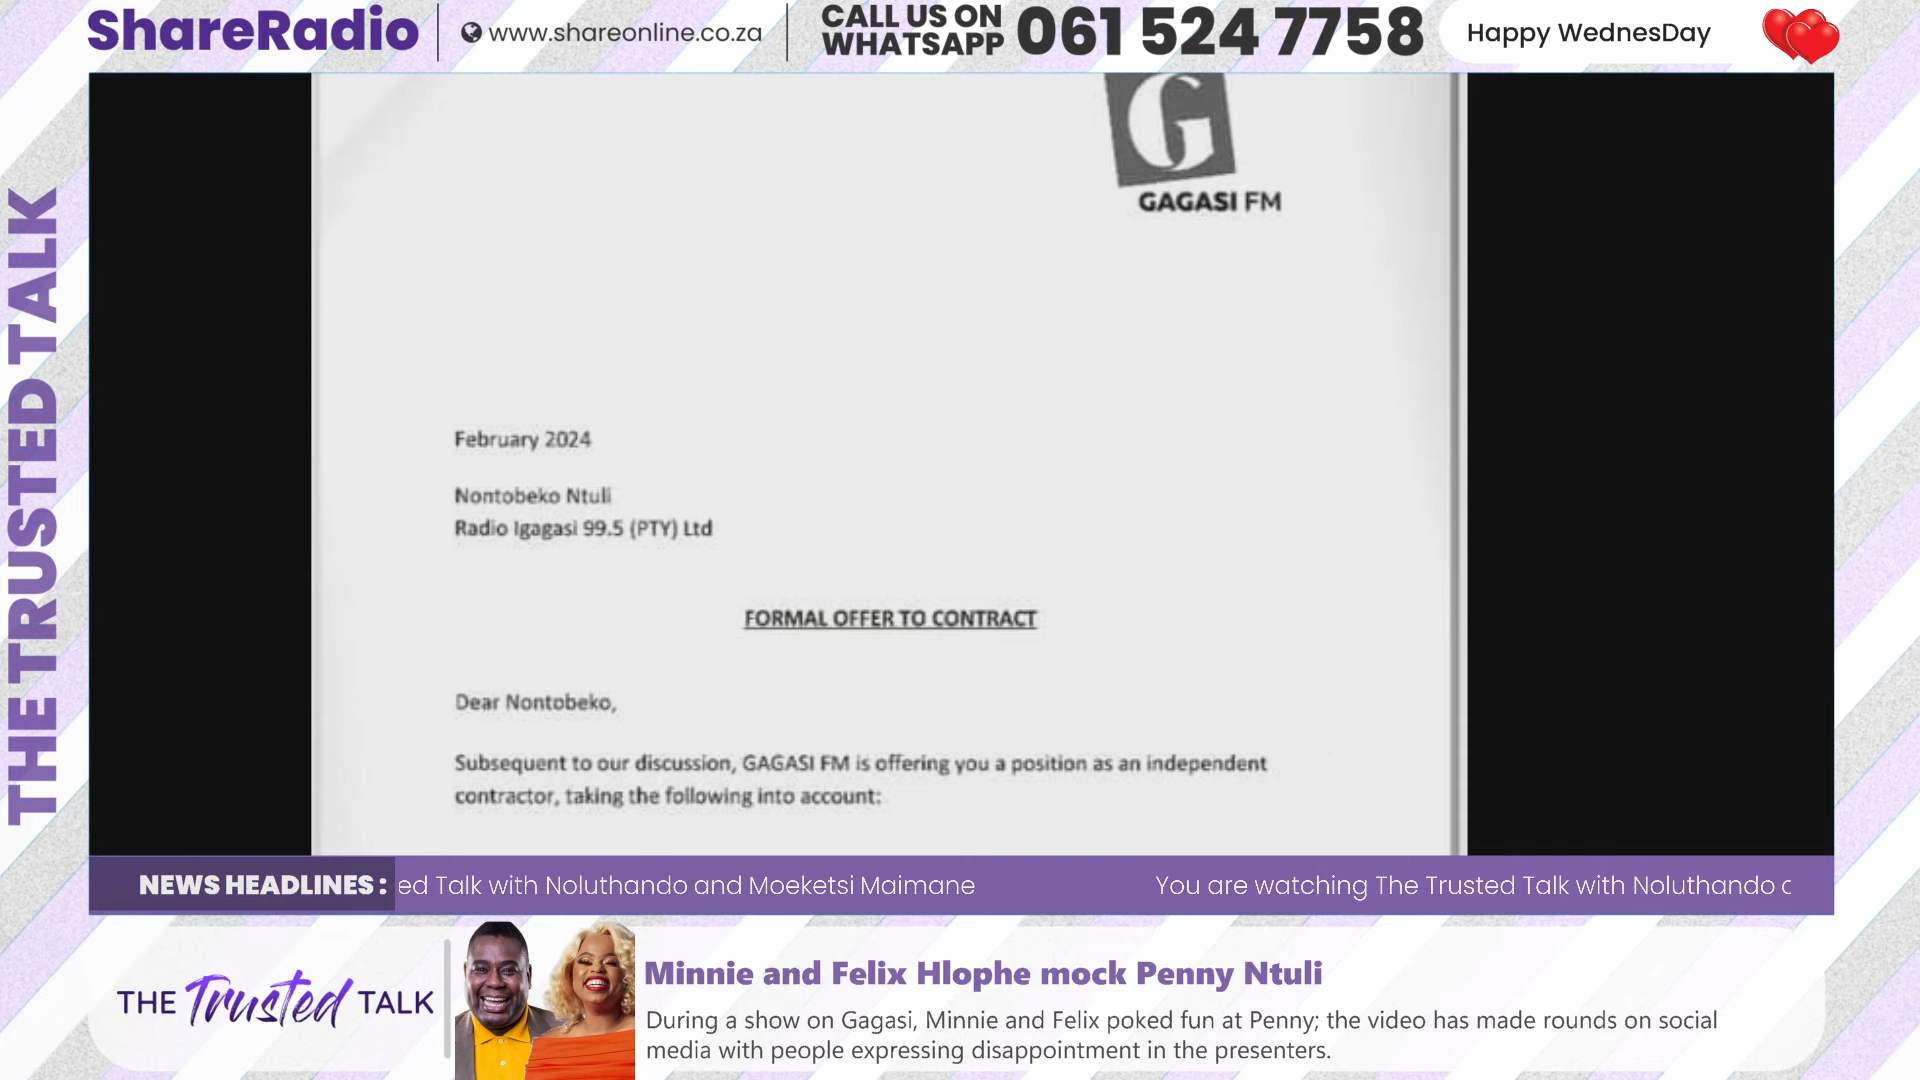 ShareRadio
www.shareonline.co.za
CALL US ON
WHATSAPP
061 524 7758
Happy WednesDay
THE TRUSTED TALK
G
GAGASI FM
February 2024
Nontobeko Ntuli
Radio Igagasi 99.5 (PTY) Ltd
FORMAL OFFER TO CONTRACT
Dear Nontobeko,
Subsequent to our discussion, GAGASI FM is offering you a position as an independent
contractor, taking the following into account:
NEWS HEADLINES :
ed Talk with Noluthando and Moeketsi Maimane
You are watching The Trusted Talk with Noluthando
THE Trusted TALK
Minnie and Felix Hlophe mock Penny Ntuli
During a show on Gagasi, Minnie and Felix poked fun at Penny; the video has made rounds on social
media with people expressing disappointment in the presenters.